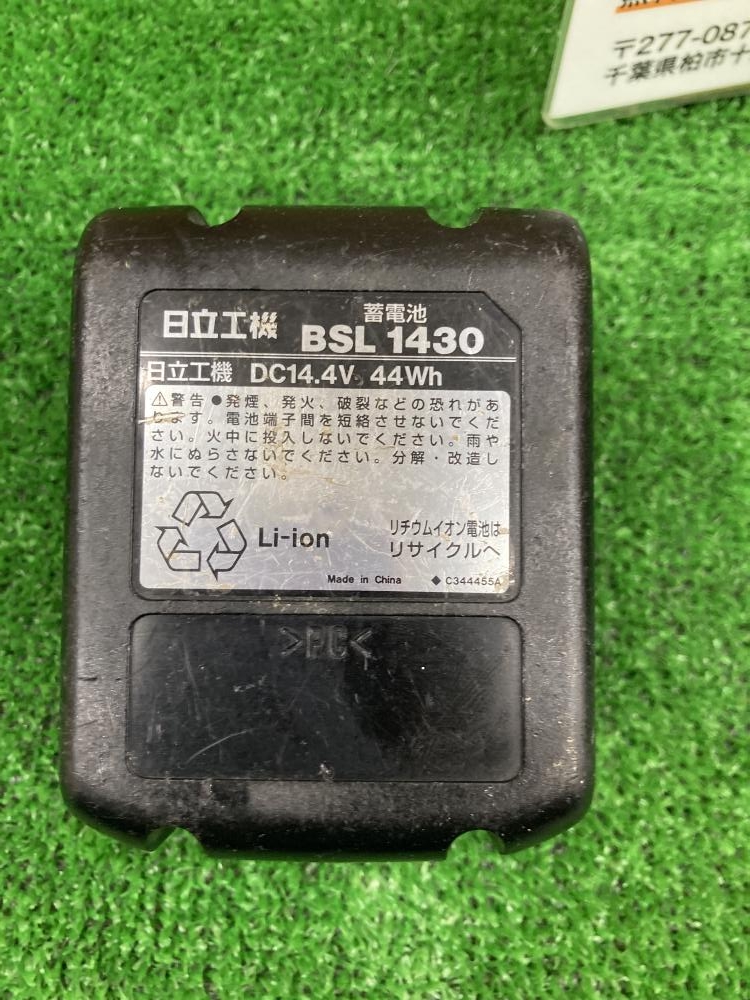 〒277-087
千葉県柏市十
蓄電池
日立工機 BSL 1430
日立工機 DC14.4V 44Wh
⚠警告 ●発煙、発火、破裂などの恐れがあ
ります。電池端子間を短絡させないでくだ
さい。火中に投入しないでください。雨や
水にぬらさないでください。分解・改造し
ないでください。
Li-ion
リチウムイオン電池は
リサイクルへ
Made in China ◆ C344455A
>PC<